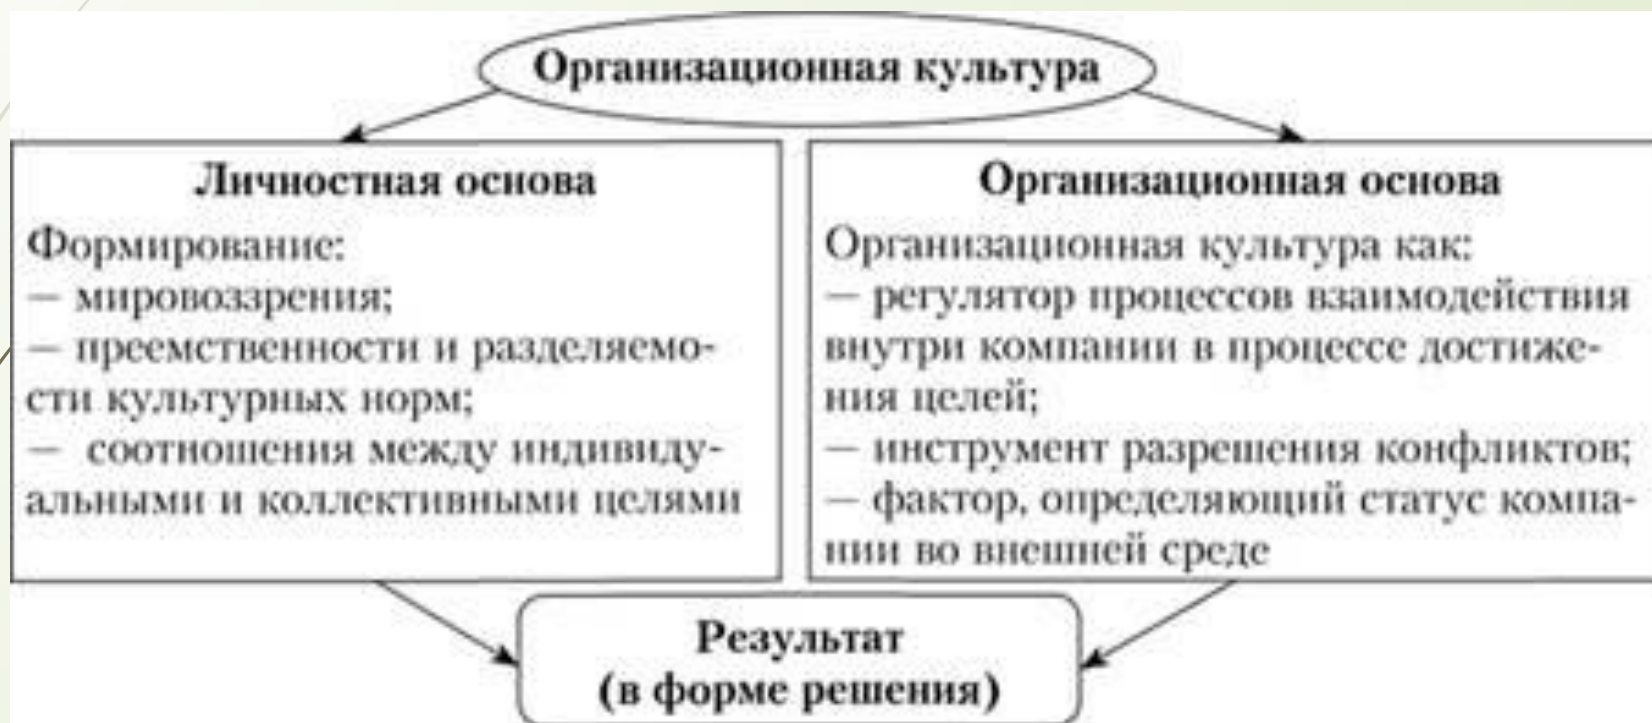 Организационная культура
Личностная основа
Формирование:
— мировоззрения;
— преемственности и разделяемо-
сти культурных норм;
— соотношения между индивиду-
альными и коллективными целями
Организационная основа
Организационная культура как:
— регулятор процессов взаимодействия
внутри компании в процессе достиже-
ния целей;
— инструмент разрешения конфликтов;
— фактор, определяющий статус компа-
нии во внешней среде
Результат
(в форме решения)